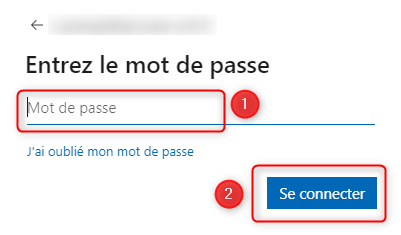 Entrez le mot de passe
Mot de passe
1
J'ai oublié mon mot de passe
2
Se connecter